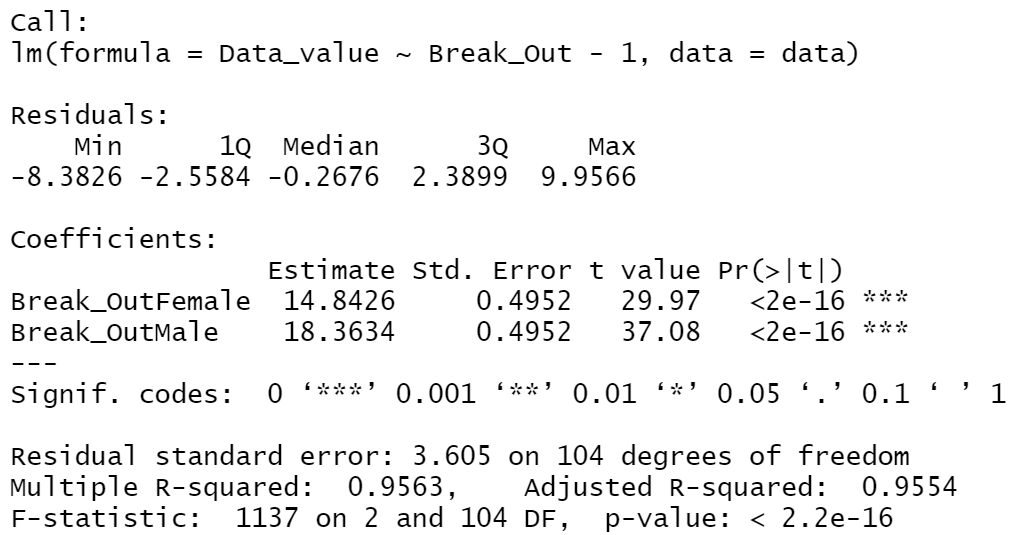 Call:
lm(formula = Data_value ~ Break_Out - 1, data = data)
Residuals:
    Min      1Q  Median      3Q     Max
-8.3826 -2.5584 -0.2676  2.3899  9.9566
Coefficients:
                Estimate Std. Error t value Pr(>|t|)
Break_OutFemale  14.8426     0.4952   29.97   <2e-16 ***
Break_OutMale    18.3634     0.4952   37.08   <2e-16 ***
---
Signif. codes:  0 ‘***’ 0.001 ‘**’ 0.01 ‘*’ 0.05 ‘.’ 0.1 ‘ ’ 1
Residual standard error: 3.605 on 104 degrees of freedom
Multiple R-squared:  0.9563,    Adjusted R-squared:  0.9554
F-statistic:  1137 on 2 and 104 DF,  p-value: < 2.2e-16